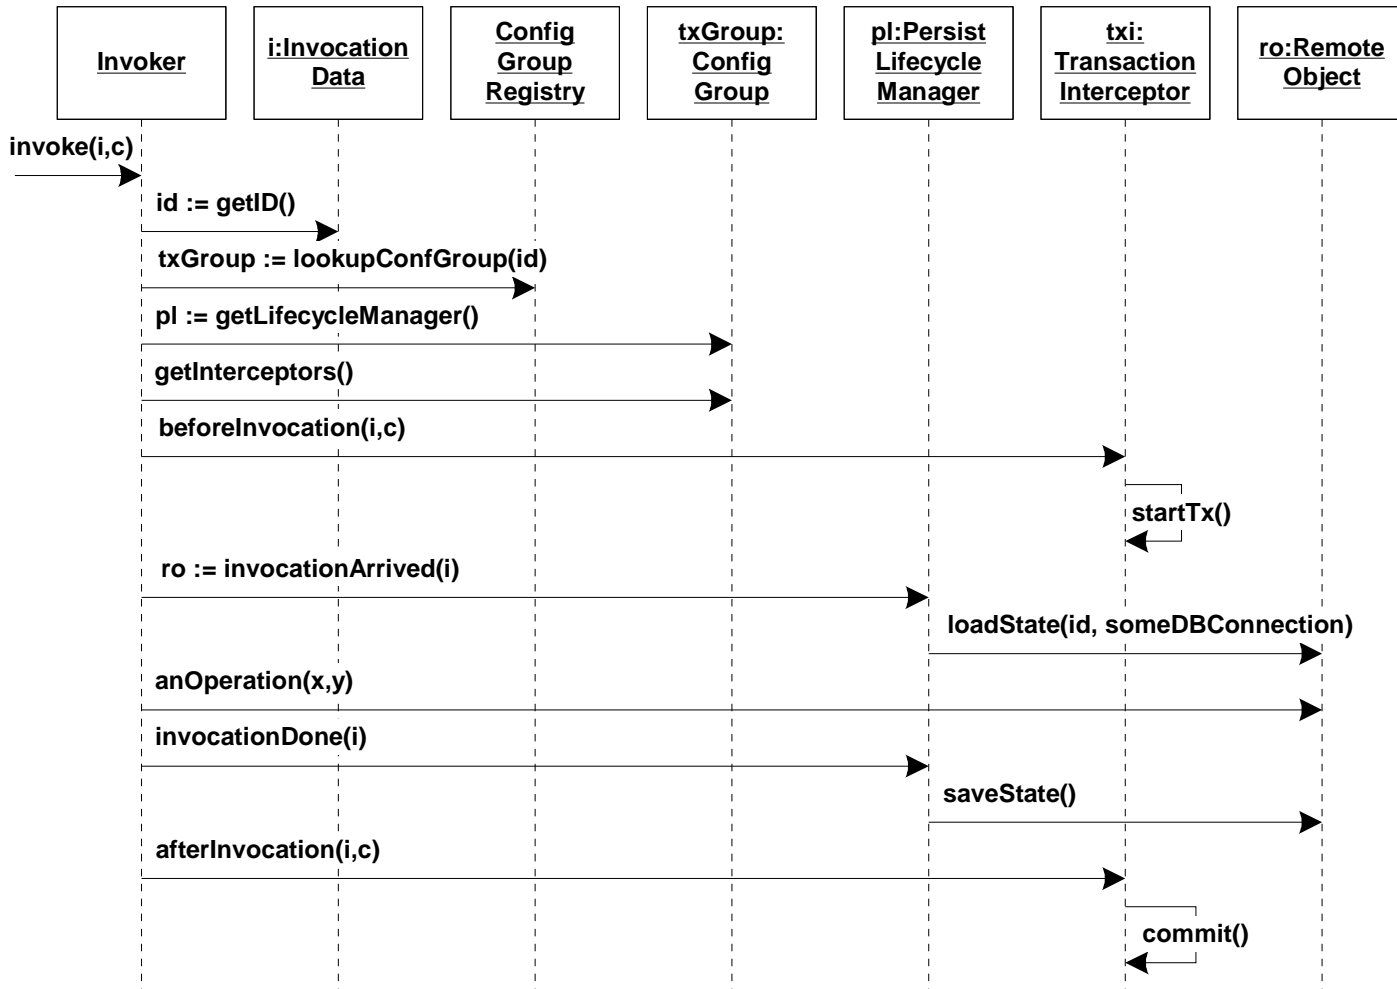 Invoker
i:Invocation
Data
Config
Group
Registry
txGroup:
Config
Group
pl:Persist
Lifecycle
Manager
txi:
Transaction
Interceptor
ro:Remote
Object
invoke(i,c)
id := getID()
txGroup := lookupConfGroup(id)
pl := getLifecycleManager()
getInterceptors()
beforeInvocation(i,c)
startTx()
ro := invocationArrived(i)
loadState(id, someDBConnection)
anOperation(x,y)
invocationDone(i)
saveState()
afterInvocation(i,c)
commit()